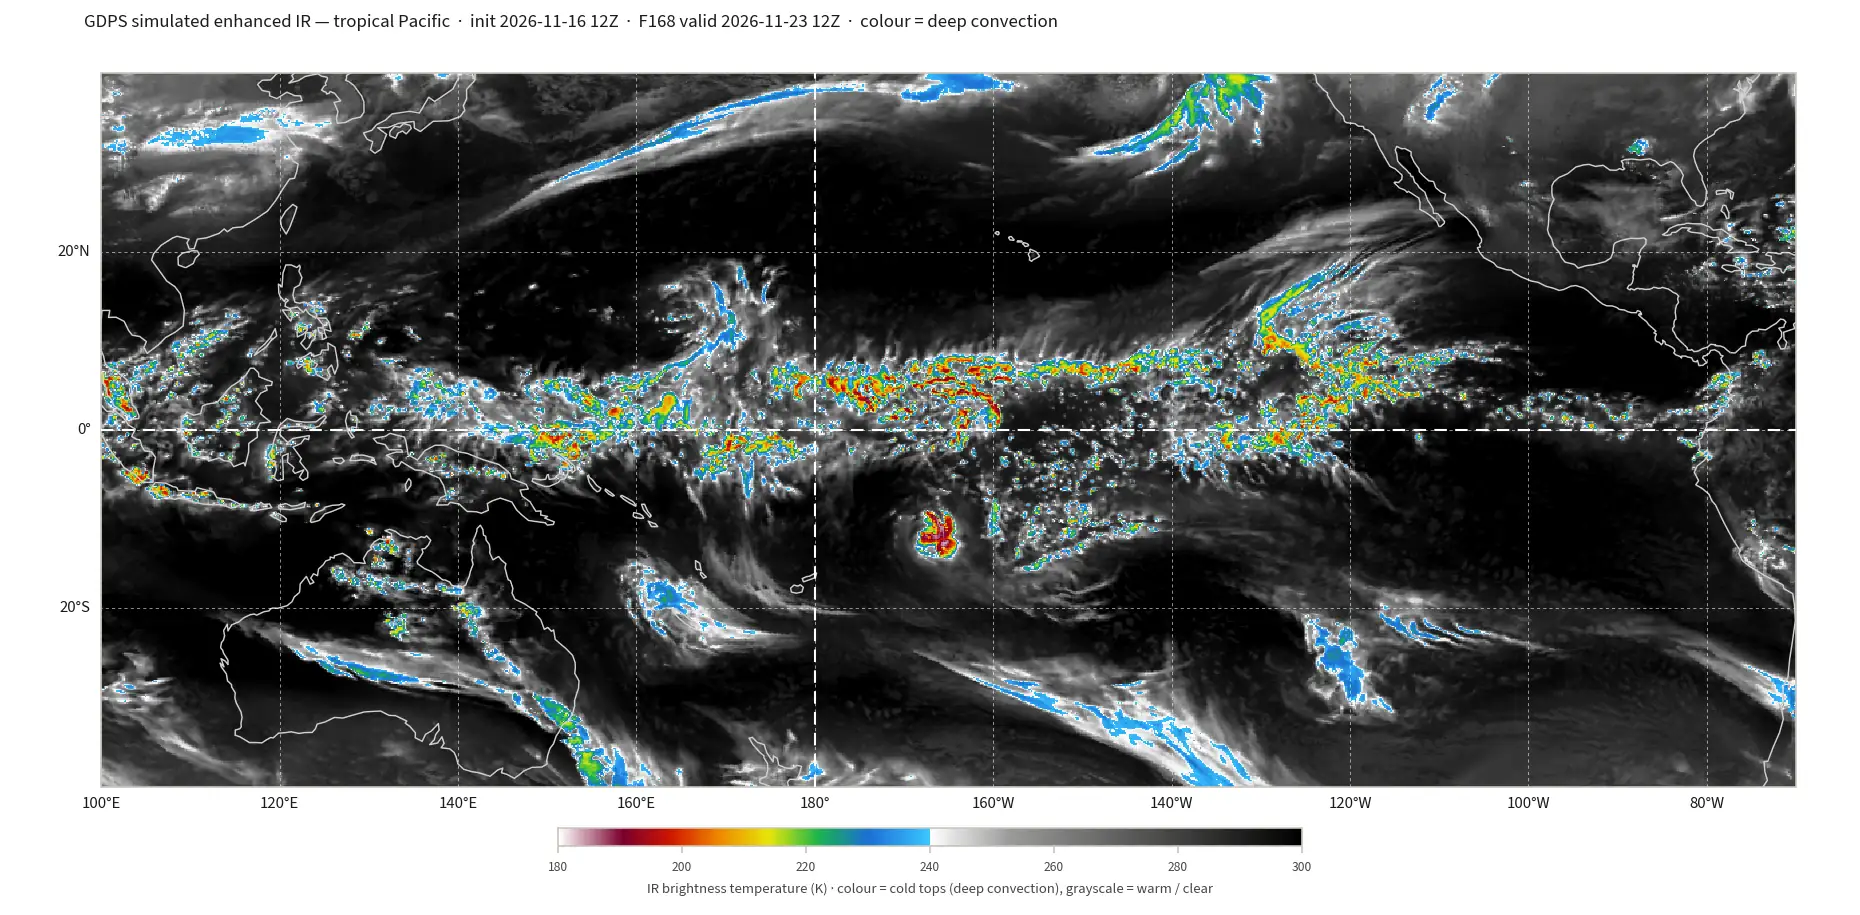 GDPS simulated enhanced IR — tropical Pacific · init 2026-11-16 12Z · F168 valid 2026-11-23 12Z · colour = deep convection
20°N
0°
20°S
100°E 120°E 140°E 160°E 180° 160°W 140°W 120°W 100°W 80°W
180 200 220 240 260 280 300
IR brightness temperature (K) · colour = cold tops (deep convection), grayscale = warm / clear